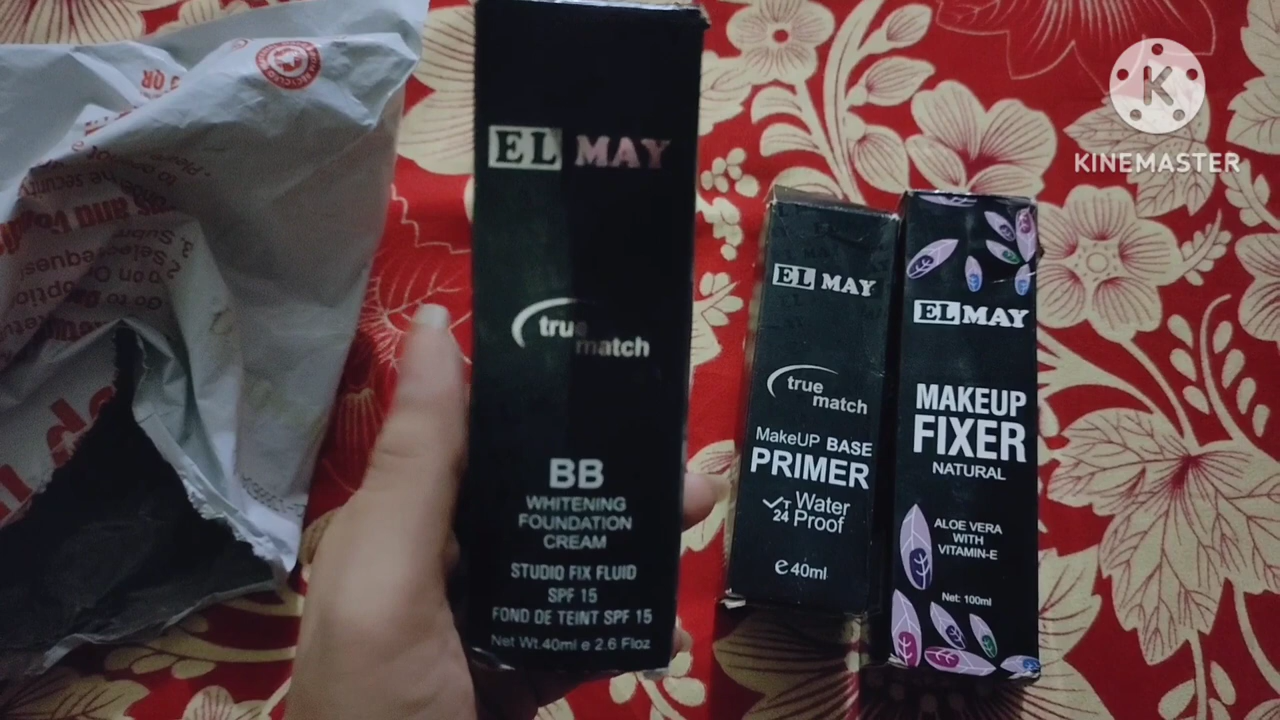 EL MAY
true
match
BB
WHITENING
FOUNDATION
CREAM
STUDIO FIX FLUID
SPF 15
FOND DE TEINT SPF 15
Net Wt.40ml e 2.6 Floz
EL MAY
true
match
MakeUP BASE
PRIMER
24 Water
Proof
e40ml
EL MAY
MAKEUP
FIXER
NATURAL
ALOE VERA
WITH
VITAMIN-E
Net: 100ml
K
KINEMASTER